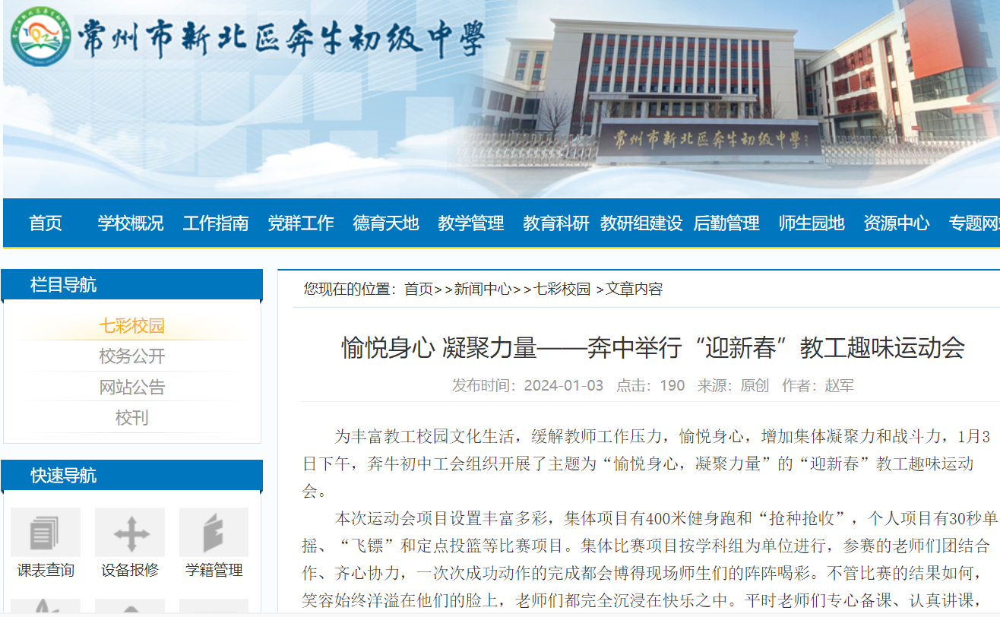 常州市新北區奔牛初级中學
常州市新北区奔牛初级中學
首页 学校概况 工作指南 党群工作 德育天地 教学管理 教育科研 教研组建设 后勤管理 师生园地 资源中心 专题网
栏目导航
七彩校园
校务公开
网站公告
校刊
快速导航
课表查询 设备报修 学籍管理
您现在的位置：首页>>新闻中心>>七彩校园 >文章内容
愉悦身心 凝聚力量——奔中举行“迎新春”教工趣味运动会
发布时间：2024-01-03 点击：190 来源：原创 作者：赵军
为丰富教工校园文化生活，缓解教师工作压力，愉悦身心，增加集体凝聚力和战斗力，1月3
日下午，奔牛初中工会组织开展了主题为“愉悦身心，凝聚力量”的“迎新春”教工趣味运动
会。
本次运动会项目设置丰富多彩，集体项目有400米健身跑和“抢种抢收”，个人项目有30秒单
摇、“飞镖”和定点投篮等比赛项目。集体比赛项目按学科组为单位进行，参赛的老师们团结合
作、齐心协力，一次次成功动作的完成都会博得现场师生们的阵阵喝彩。不管比赛的结果如何，
笑容始终洋溢在他们的脸上，老师们都完全沉浸在快乐之中。平时老师们专心备课、认真讲课，